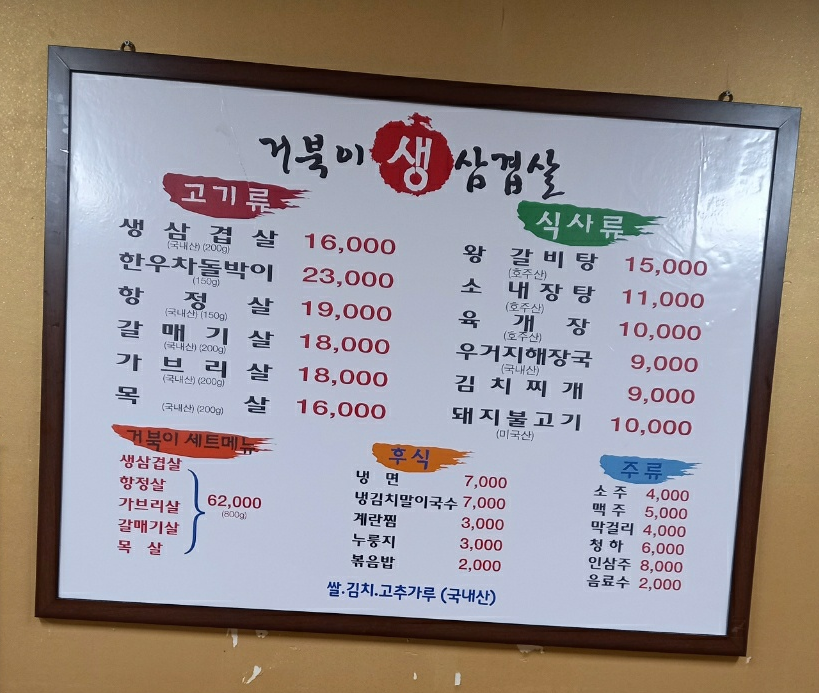 거북이 생 삼겹살
고기류
생 삼 겹 살 16,000
(국내산) (200g)
한우차돌박이 23,000
(150g)
항 정 살 19,000
(국내산) (150g)
갈 매 기 살 18,000
(국내산) (200g)
가 브 리 살 18,000
(국내산) (200g)
목 살 16,000
(국내산) (200g)
식사류
왕 갈 비 탕 15,000
(호주산)
소 내 장 탕 11,000
(호주산)
육 개 장 10,000
(호주산)
우거지해장국 9,000
(국내산)
김 치 찌 개 9,000
돼지불고기 10,000
(미국산)
거북이 세트메뉴
생삼겹살
항정살
가브리살
갈매기살
목 살
62,000
(800g)
후식
냉 면 7,000
냉김치말이국수 7,000
계란찜 3,000
누룽지 3,000
볶음밥 2,000
주류
소 주 4,000
맥 주 5,000
막걸리 4,000
청 하 6,000
인삼주 8,000
음료수 2,000
쌀.김치.고추가루 (국내산)